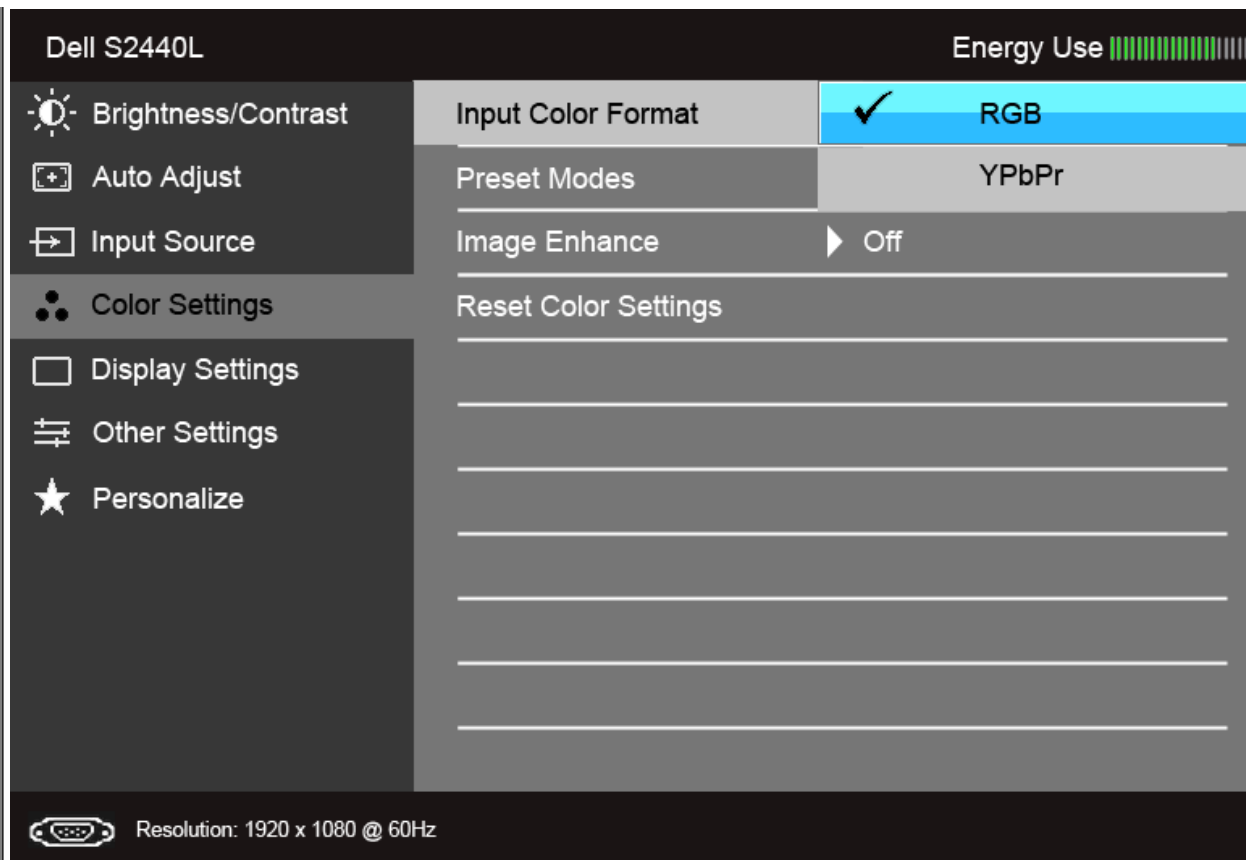 Dell S2440L
Energy Use
Brightness/Contrast
Auto Adjust
Input Source
Color Settings
Display Settings
Other Settings
Personalize
Input Color Format
RGB
Preset Modes
YPbPr
Image Enhance
Off
Reset Color Settings
Resolution: 1920 x 1080 @ 60Hz